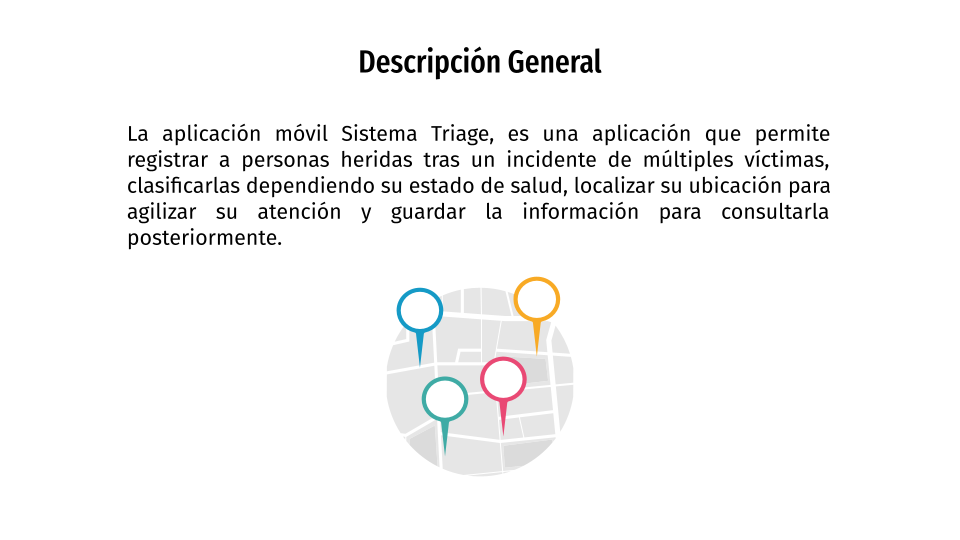 Descripción General
La aplicación móvil Sistema Triage, es una aplicación que permite
registrar a personas heridas tras un incidente de múltiples víctimas,
clasificarlas dependiendo su estado de salud, localizar su ubicación para
agilizar su atención y guardar la información para consultarla
posteriormente.